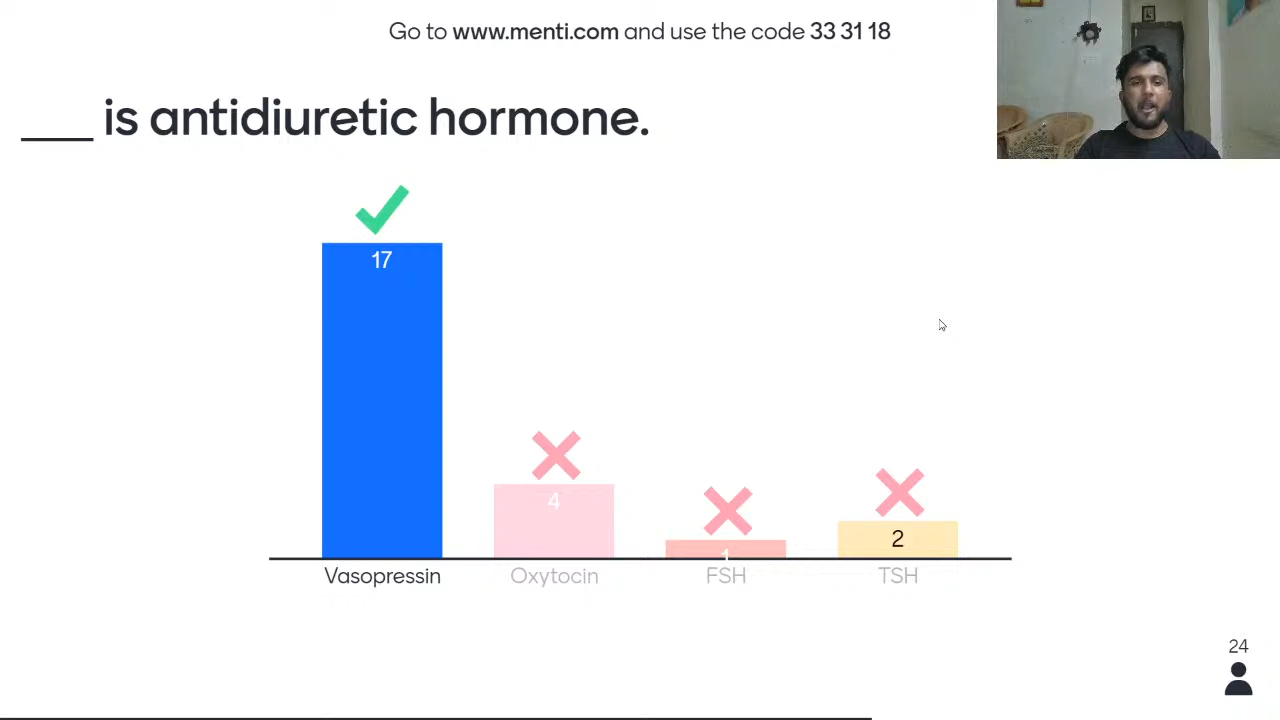 Go to www.menti.com and use the code 33 31 18
___ is antidiuretic hormone.
17
4
1
2
Vasopressin
Oxytocin
FSH
TSH
24